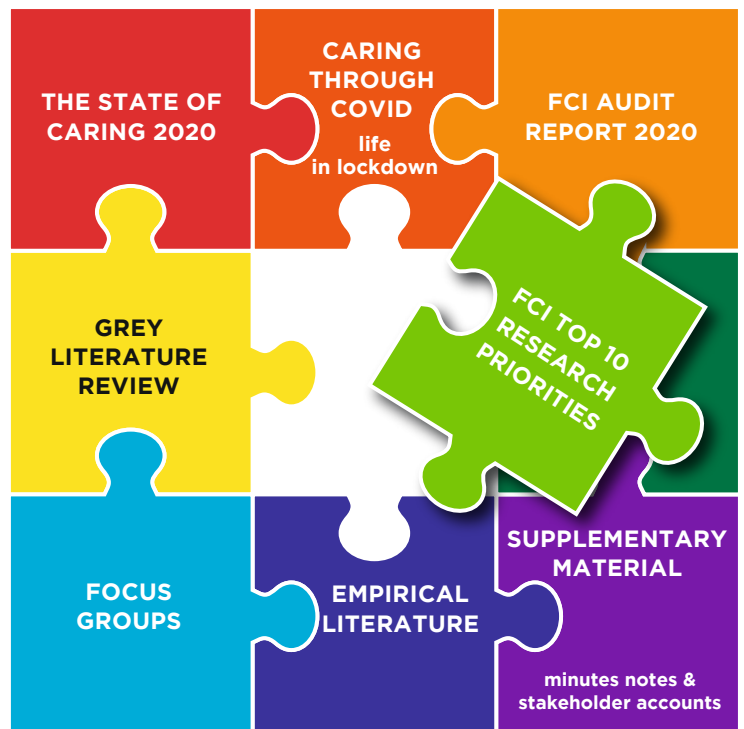 THE STATE OF
CARING 2020
CARING
THROUGH
COVID
life
in lockdown
FCI AUDIT
REPORT 2020
GREY
LITERATURE
REVIEW
FCI TOP 10
RESEARCH
PRIORITIES
FOCUS
GROUPS
EMPIRICAL
LITERATURE
SUPPLEMENTARY
MATERIAL
minutes notes &
stakeholder accounts